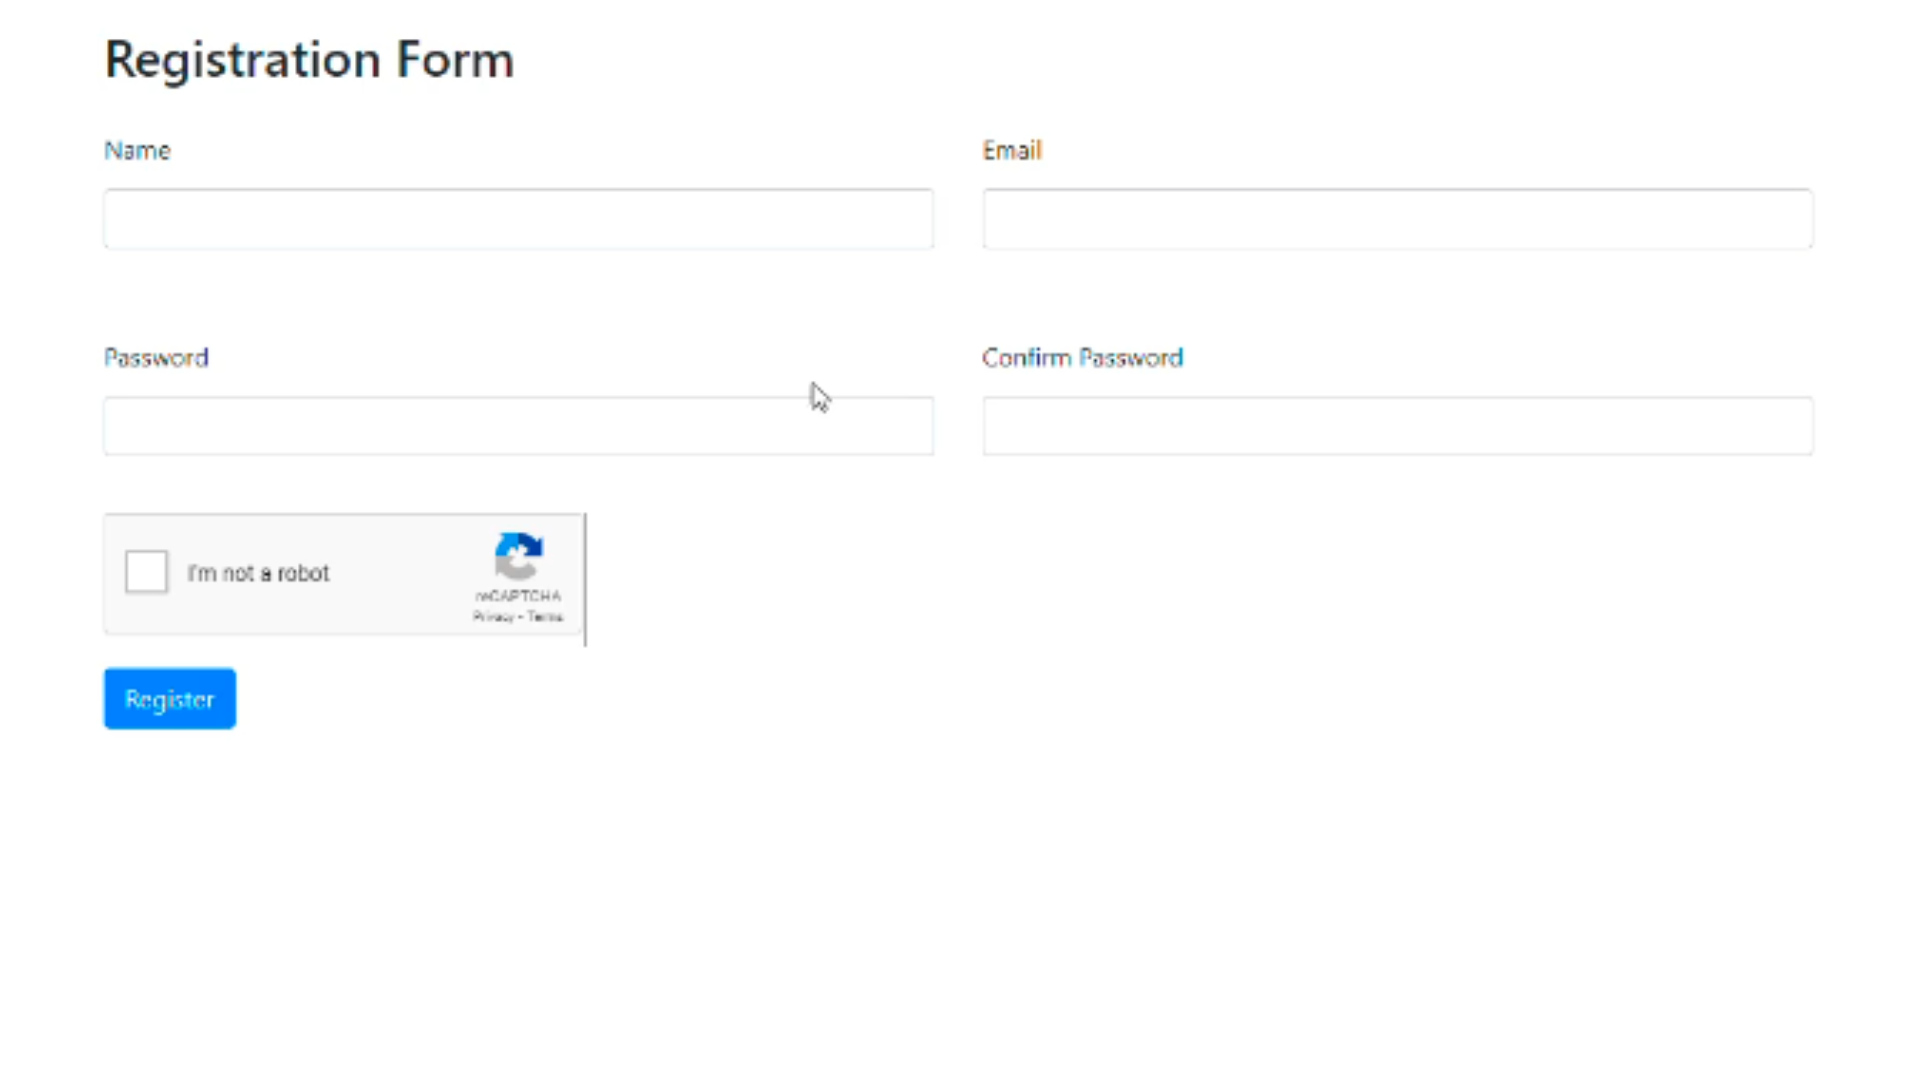 Registration Form
Name
Email
Password
Confirm Password
I'm not a robot
reCAPTCHA
Privacy - Terms
Register